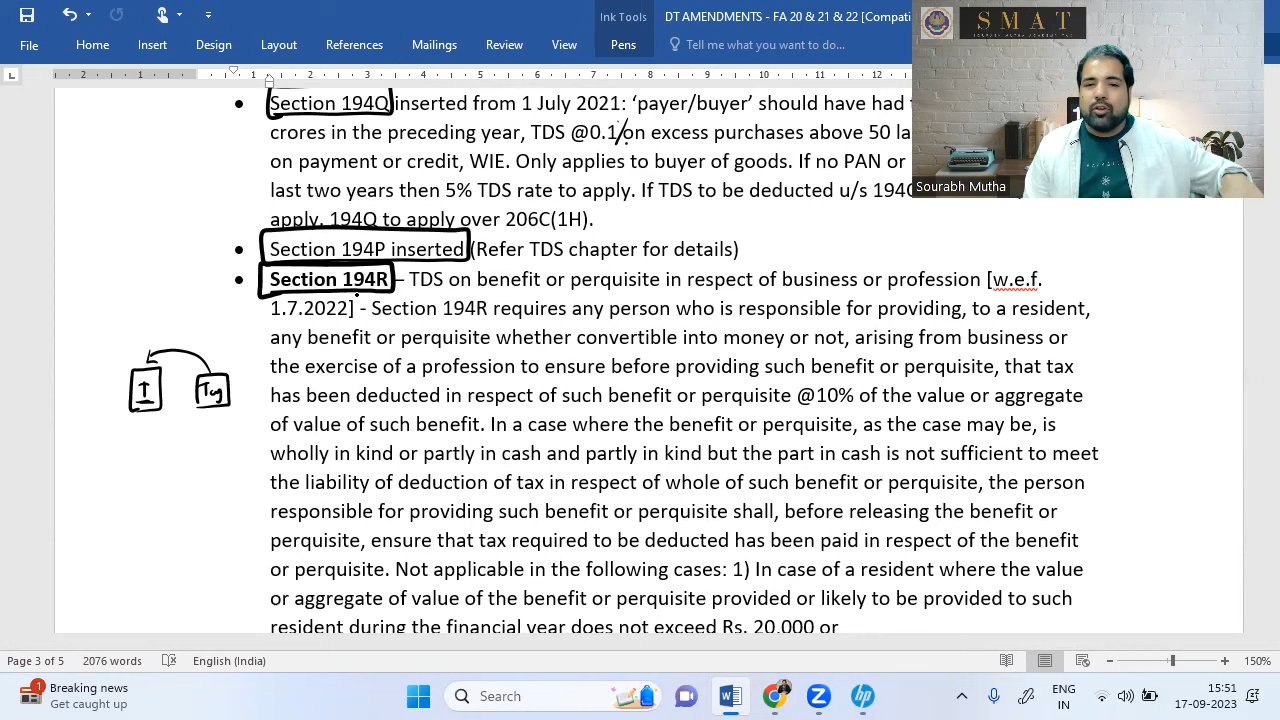 Ink Tools
DT AMENDMENTS - FA 20 & 21 & 22 [Compati
SMAT
File Home Insert Design Layout References Mailings Review View Pens Tell me what you want to do...
2 1 1 2 3 4 5 6 7 8 9 10 11 12
Section 194Q inserted from 1 July 2021: ‘payer/buyer’ should have had
crores in the preceding year, TDS @0.1% on excess purchases above 50
on payment or credit, WIE. Only applies to buyer of goods. If no PAN or
last two years then 5% TDS rate to apply. If TDS to be deducted u/s
Sourabh Mutha
apply. 194Q to apply over 206C(1H).
Section 194P inserted (Refer TDS chapter for details)
Section 194R – TDS on benefit or perquisite in respect of business or profession [w.e.f.
1.7.2022] - Section 194R requires any person who is responsible for providing, to a resident,
any benefit or perquisite whether convertible into money or not, arising from business or
the exercise of a profession to ensure before providing such benefit or perquisite, that tax
I
has been deducted in respect of such benefit or perquisite @10% of the value or aggregate
of value of such benefit. In a case where the benefit or perquisite, as the case may be, is
wholly in kind or partly in cash and partly in kind but the part in cash is not sufficient to meet
the liability of deduction of tax in respect of whole of such benefit or perquisite, the person
responsible for providing such benefit or perquisite shall, before releasing the benefit or
perquisite, ensure that tax required to be deducted has been paid in respect of the benefit
or perquisite. Not applicable in the following cases: 1) In case of a resident where the value
or aggregate of value of the benefit or perquisite provided or likely to be provided to such
resident during the financial year does not exceed Rs. 20,000 or
Page 3 of 5 2076 words English (India) 150%
1 Breaking news
Get caught up
Search
W
hp
ENG
IN
15:51
17-09-2023